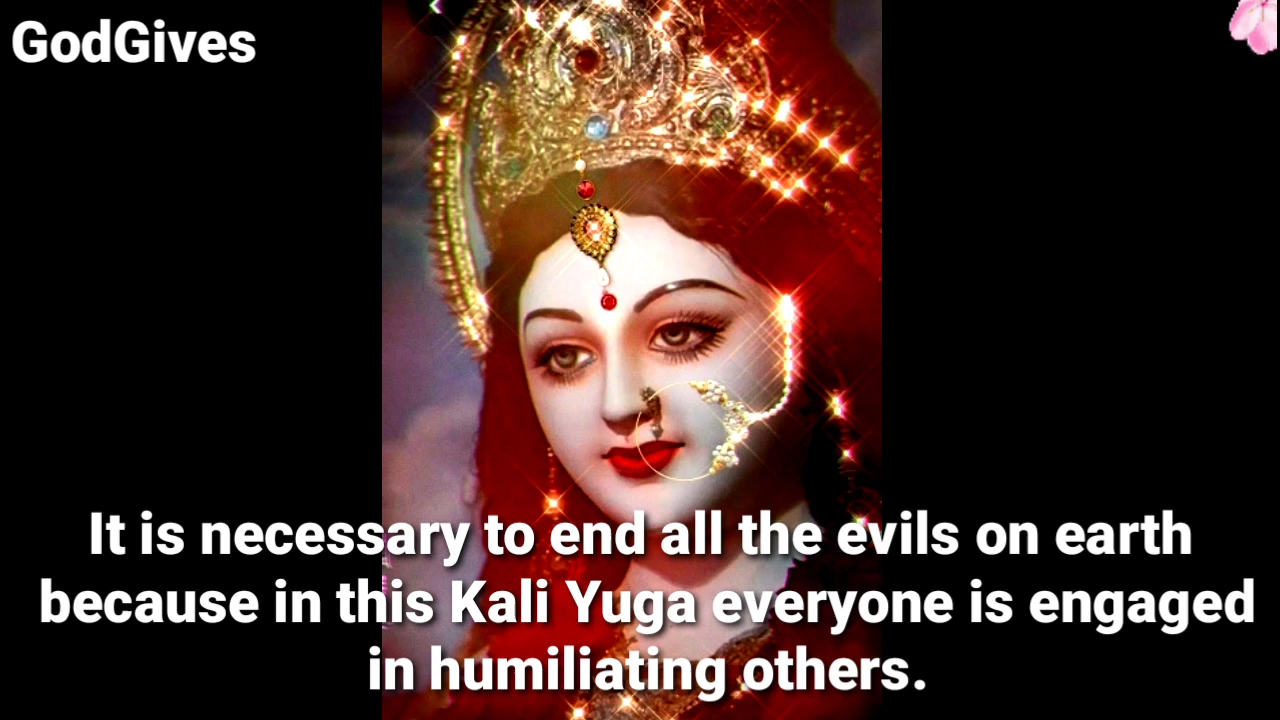 GodGives
It is necessary to end all the evils on earth
because in this Kali Yuga everyone is engaged
in humiliating others.